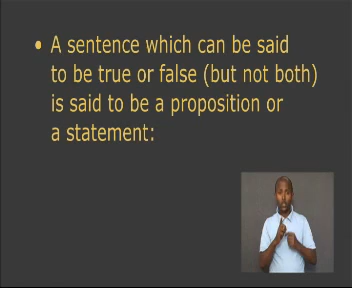 • A sentence which can be said
to be true or false (but not both)
is said to be a proposition or
a statement: